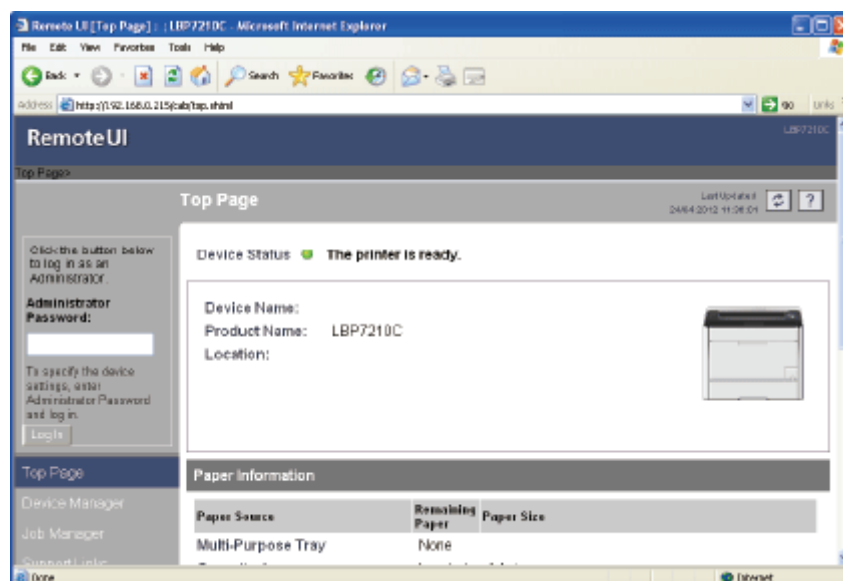 Remote UI [Top Page] : ; LBP7210C - Microsoft Internet Explorer
File Edit View Favorites Tools Help
Back Search Favorites
Address http://192.168.0.215/cab/top.shtml Go Links
Remote UI
LBP7210C
Top Page>
Top Page
Last Updated
24/04/2012 11:36:01
?
Click the button below
to log in as an
Administrator.
Administrator
Password:
To specify the device
settings, enter
Administrator Password
and log in.
Log In
Device Status The printer is ready.
Device Name:
Product Name: LBP7210C
Location:
Top Page
Device Manager
Job Manager
Support Links
Paper Information
Paper Source Remaining Paper Paper Size
Multi-Purpose Tray None
Done Internet